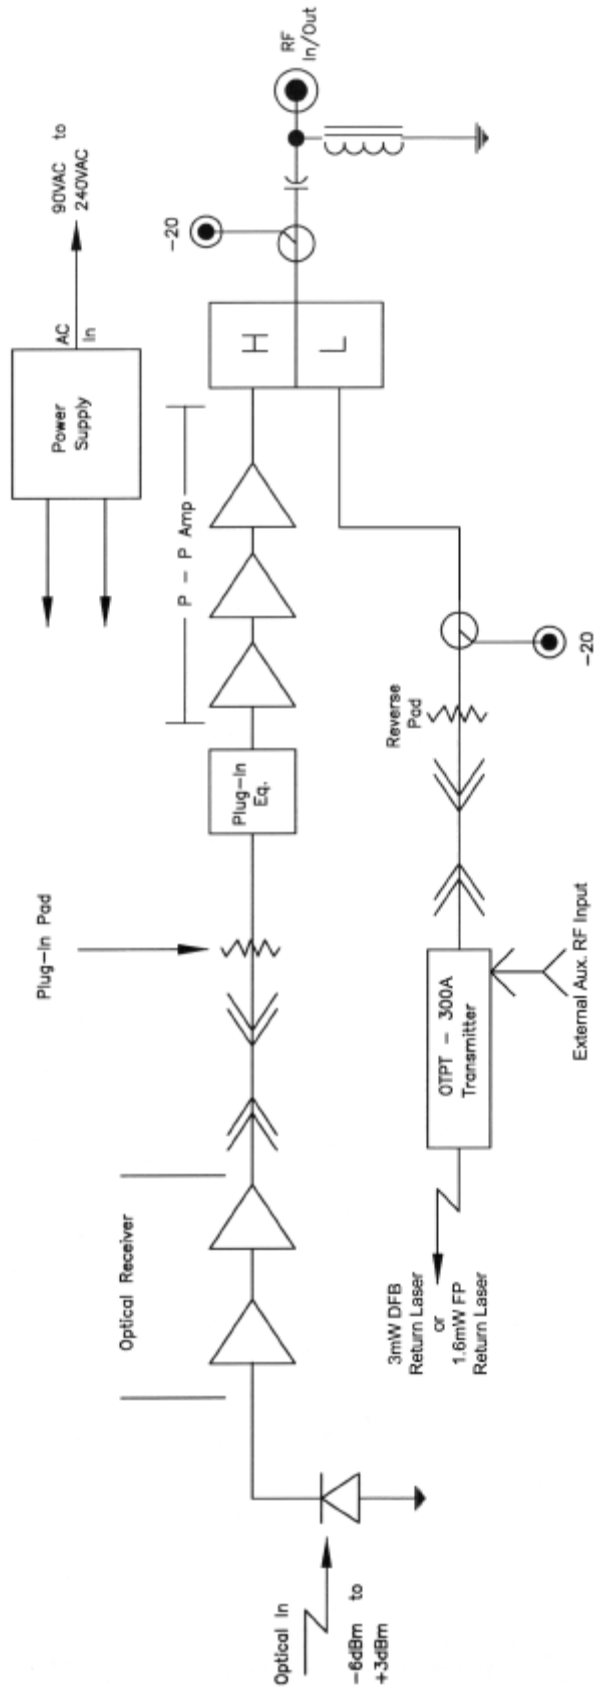 Optical In
-6dBm to
+3dBm
Optical Receiver
Plug-In Pad
Plug-In
Eq.
P - P Amp
Power
Supply
AC
In
90VAC to
240VAC
H
L
-20
RF
In/Out
3mW DFB
Return Laser
or
1.6mW FP
Return Laser
OTPT - 300A
Transmitter
External Aux. RF Input
Reverse
Pad
-20